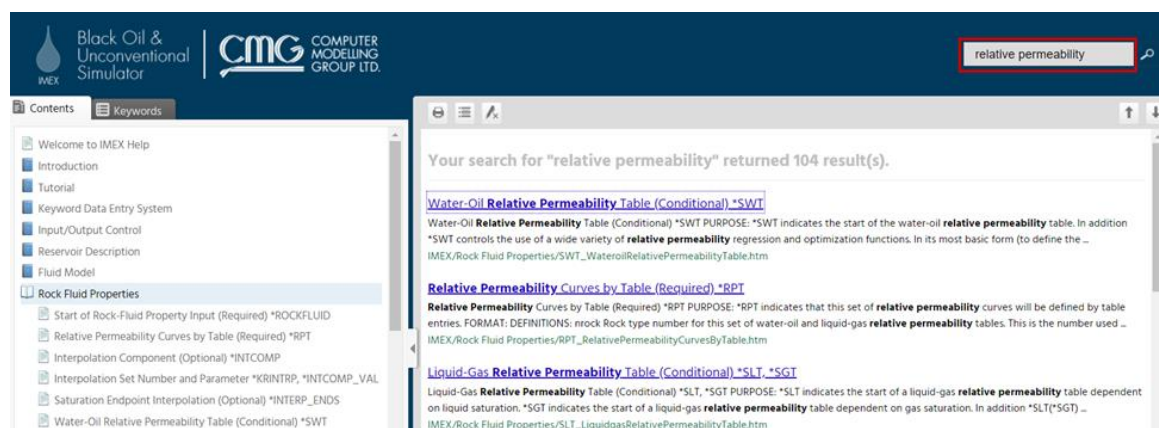 Black Oil &
Unconventional
Simulator
IMEX
CMG
COMPUTER
MODELLING
GROUP LTD.
relative permeability
Contents
Keywords
Welcome to IMEX Help
Introduction
Tutorial
Keyword Data Entry System
Input/Output Control
Reservoir Description
Fluid Model
Rock Fluid Properties
Start of Rock-Fluid Property Input (Required) *ROCKFLUID
Relative Permeability Curves by Table (Required) *RPT
Interpolation Component (Optional) *INTCOMP
Interpolation Set Number and Parameter *KRINTRP, *INTCOMP_VAL
Saturation Endpoint Interpolation (Optional) *INTERP_ENDS
Water-Oil Relative Permeability Table (Conditional) *SWT
Your search for "relative permeability" returned 104 result(s).
Water-Oil Relative Permeability Table (Conditional) *SWT
Water-Oil Relative Permeability Table (Conditional) *SWT PURPOSE: *SWT indicates the start of the water-oil relative permeability table. In addition
*SWT controls the use of a wide variety of relative permeability regression and optimization functions. In its most basic form (to define the ...
IMEX/Rock Fluid Properties/SWT_WateroilRelativePermeabilityTable.htm
Relative Permeability Curves by Table (Required) *RPT
Relative Permeability Curves by Table (Required) *RPT PURPOSE: *RPT indicates that this set of relative permeability curves will be defined by table
entries. FORMAT: DEFINITIONS: nrock Rock type number for this set of water-oil and liquid-gas relative permeability tables. This is the number used ...
IMEX/Rock Fluid Properties/RPT_RelativePermeabilityCurvesByTable.htm
Liquid-Gas Relative Permeability Table (Conditional) *SLT, *SGT
Liquid-Gas Relative Permeability Table (Conditional) *SLT, *SGT PURPOSE: *SLT indicates the start of a liquid-gas relative permeability table dependent
on liquid saturation. *SGT indicates the start of a liquid-gas relative permeability table dependent on gas saturation. In addition *SLT(*SGT) ...
IMEX/Rock Fluid Properties/SLT_LiquidgasRelativePermeabilityTable.htm